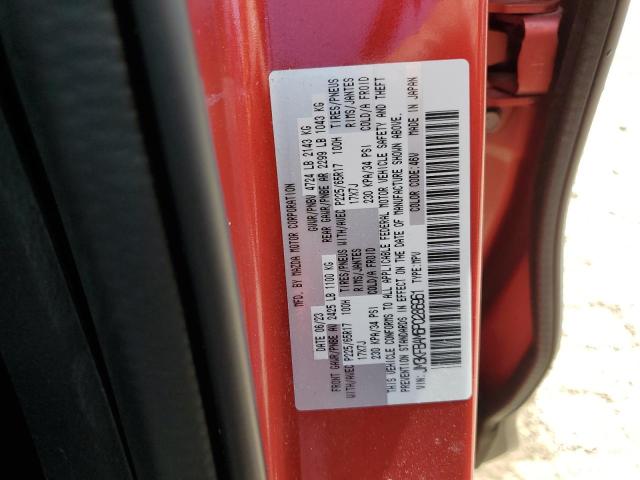 MFD. BY MAZDA MOTOR CORPORATION
DATE 06/23 GVWR/PNBV 4724 LB 2143 KG
FRONT GAWR/PNBE AV 2425 LB 1100 KG REAR GAWR/PNBE AR 2299 LB 1043 KG
WITH/AVEC P225/65R17 100H TIRES/PNEUS WITH/AVEC P225/65R17 100H TIRES/PNEUS
17X7J RIMS/JANTES 17X7J RIMS/JANTES
230 KPA/34 PSI COLD/A FROID 230 KPA/34 PSI COLD/A FROID
THIS VEHICLE CONFORMS TO ALL APPLICABLE FEDERAL MOTOR VEHICLE SAFETY AND THEFT
PREVENTION STANDARDS IN EFFECT ON THE DATE OF MANUFACTURE SHOWN ABOVE.
VIN: JM3KFBAM6P0286961 TYPE: MPV COLOR CODE: 46V MADE IN JAPAN